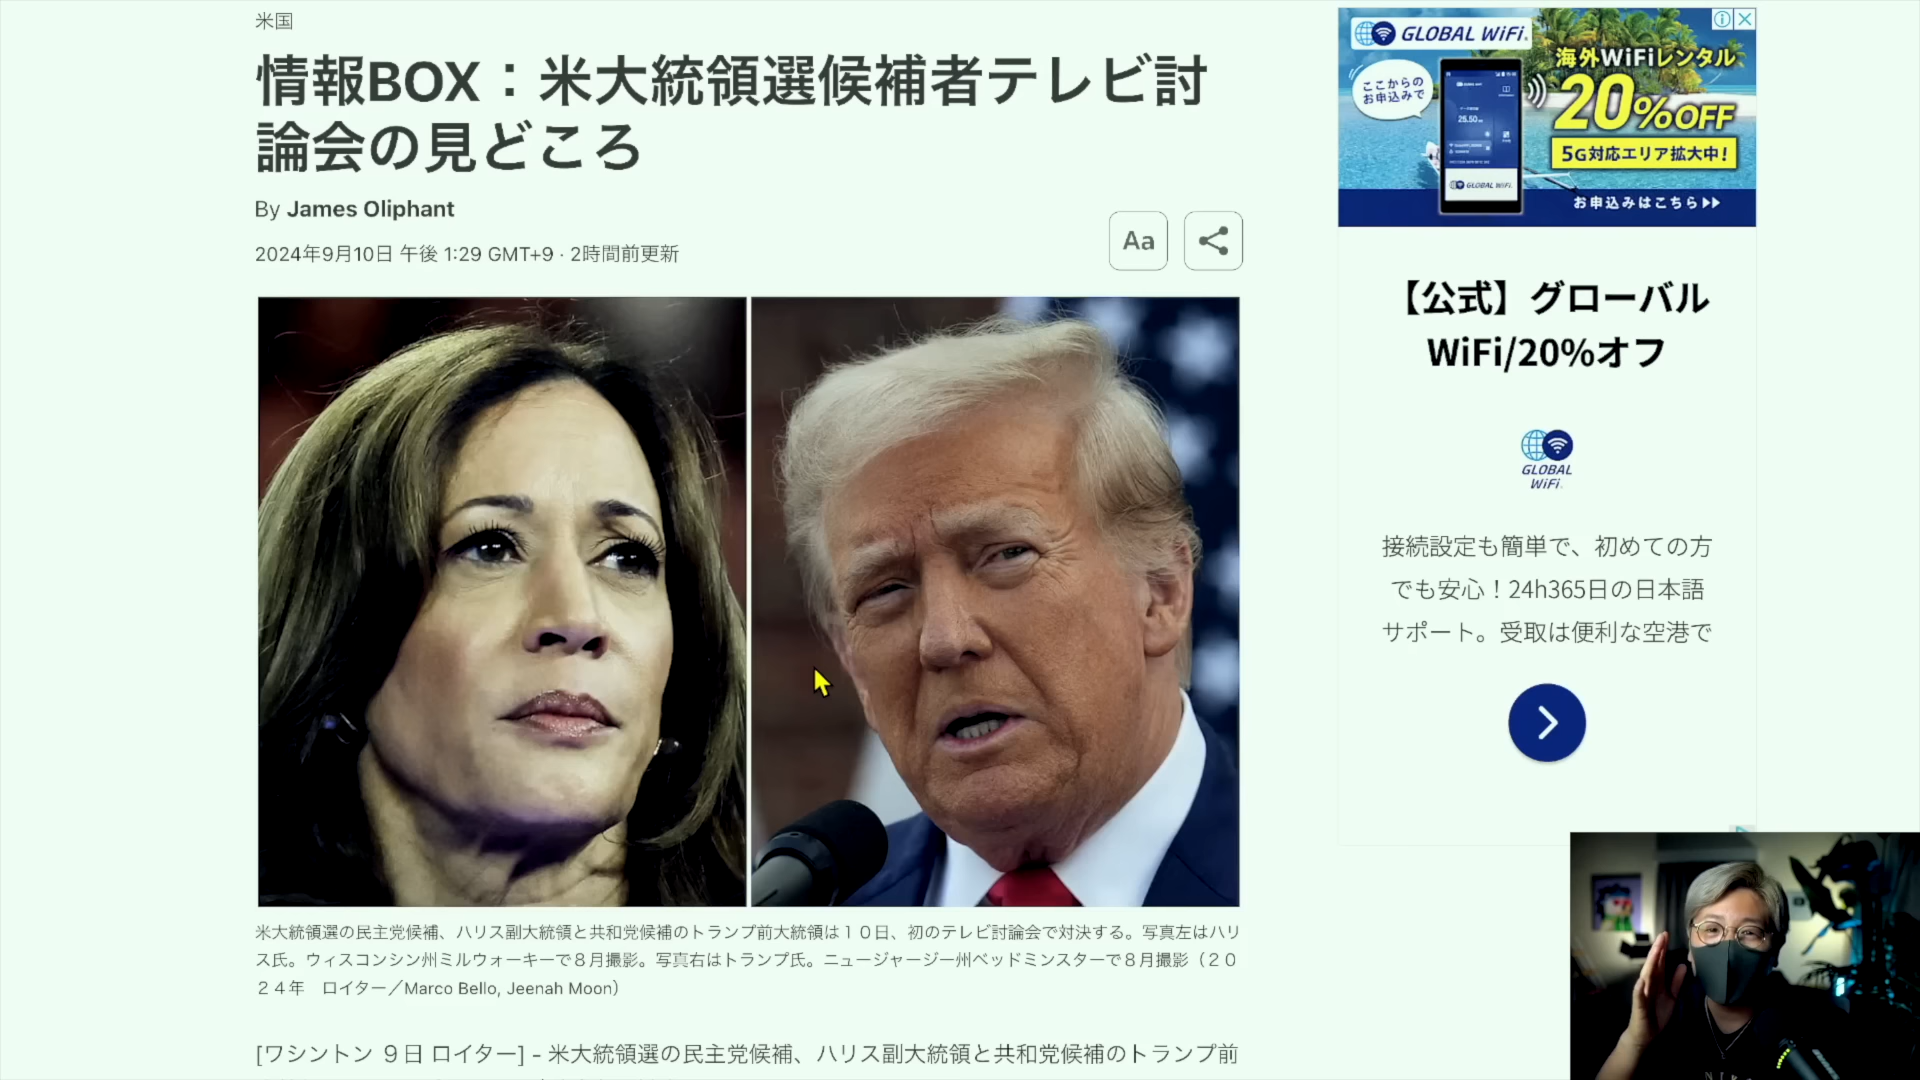 米国
情報BOX：米大統領選候補者テレビ討
論会の見どころ
By James Oliphant
2024年9月10日 午後 1:29 GMT+9 · 2時間前更新
Aa
米大統領選の民主党候補、ハリス副大統領と共和党候補のトランプ前大統領は１０日、初のテレビ討論会で対決する。写真左はハリ
ス氏。ウィスコンシン州ミルウォーキーで８月撮影。写真右はトランプ氏。ニュージャージー州ベッドミンスターで８月撮影（２０
２４年　ロイター／Marco Bello, Jeenah Moon）
[ワシントン ９日 ロイター] - 米大統領選の民主党候補、ハリス副大統領と共和党候補のトランプ前
GLOBAL WiFi.
ここからの
お申込みで
海外WiFiレンタル
20%OFF
5G対応エリア拡大中!
25.50
GLOBAL WiFi.
お申込みはこちら
【公式】グローバル
WiFi/20%オフ
GLOBAL
WiFi.
接続設定も簡単で、初めての方
でも安心！24h365日の日本語
サポート。受取は便利な空港で